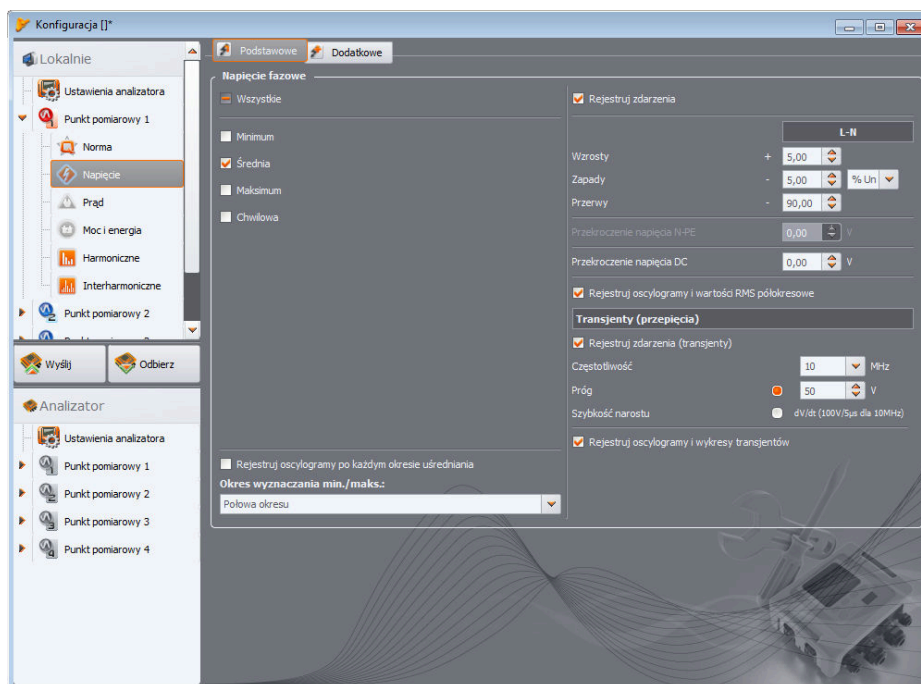 Konfiguracja []*
Lokalnie
Ustawienia analizatora
Punkt pomiarowy 1
Norma
Napięcie
Prąd
Moc i energia
Harmoniczne
Interharmoniczne
Punkt pomiarowy 2
Wyślij
Odbierz
Analizator
Ustawienia analizatora
Punkt pomiarowy 1
Punkt pomiarowy 2
Punkt pomiarowy 3
Punkt pomiarowy 4
Podstawowe
Dodatkowe
Napięcie fazowe
Wszystkie
Minimum
Średnia
Maksimum
Chwilowa
Rejestruj oscylogramy po każdym okresie uśredniania
Okres wyznaczania min./maks.:
Połowa okresu
Rejestruj zdarzenia
L-N
Wzrosty + 5,00
Zapady - 5,00 % Un
Przerwy - 90,00
Przekroczenie napięcia N-PE 0,00 V
Przekroczenie napięcia DC 0,00 V
Rejestruj oscylogramy i wartości RMS półokresowe
Transjenty (przepięcia)
Rejestruj zdarzenia (transjenty)
Częstotliwość 10 MHz
Próg 50 V
Szybkość narostu dV/dt (100V/5µs dla 10MHz)
Rejestruj oscylogramy i wykresy transjentów